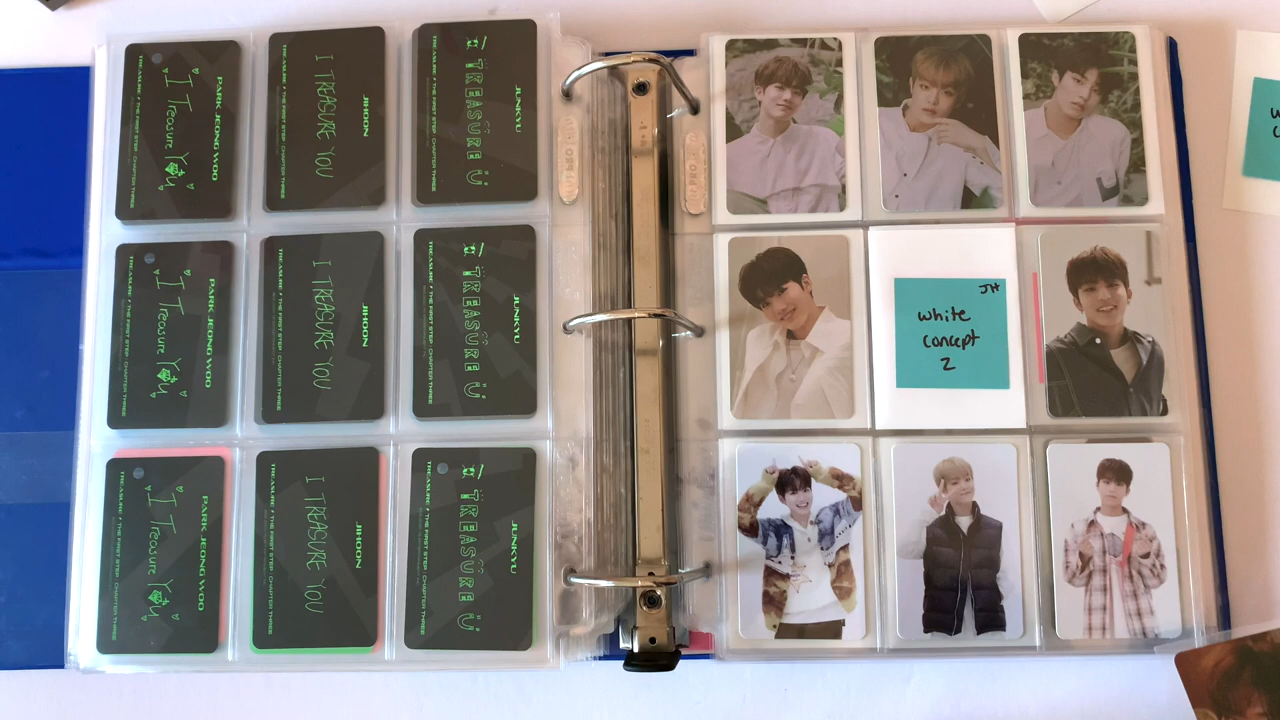 PARK JEONG WOO
I Treasure You
TREASURE THE FIRST STEP : CHAPTER THREE
JIHOON
I TREASURE YOU
TREASURE THE FIRST STEP : CHAPTER THREE
JUNKYU
I TREASURE U
TREASURE THE FIRST STEP : CHAPTER THREE
PARK JEONG WOO
I Treasure You
TREASURE THE FIRST STEP : CHAPTER THREE
JIHOON
I TREASURE YOU
TREASURE THE FIRST STEP : CHAPTER THREE
JUNKYU
I TREASURE U
TREASURE THE FIRST STEP : CHAPTER THREE
PARK JEONG WOO
I Treasure You
TREASURE THE FIRST STEP : CHAPTER THREE
JIHOON
I TREASURE YOU
TREASURE THE FIRST STEP : CHAPTER THREE
JUNKYU
I TREASURE U
TREASURE THE FIRST STEP : CHAPTER THREE
PRO
PRO
JH
white
concept
2